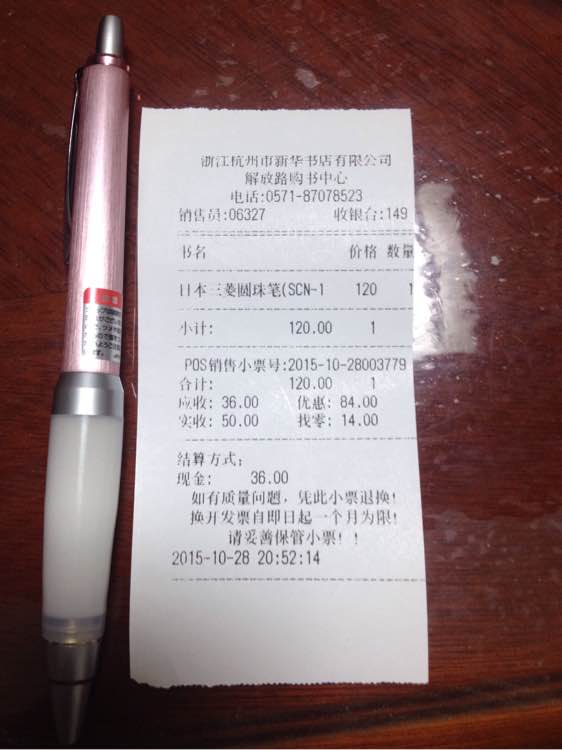 浙江杭州市新华书店有限公司
解放路购书中心
电话:0571-87078523
销售员:06327 收银台:149
书名 价格 数量
日本三菱圆珠笔(SCN-1 120 1
小计: 120.00 1
POS销售小票号:2015-10-28003779
合计: 120.00 1
应收: 36.00 优惠: 84.00
实收: 50.00 找零: 14.00
结算方式:
现金: 36.00
如有质量问题，凭此小票退换!
换开发票自即日起一个月为限!
请妥善保管小票! !
2015-10-28 20:52:14